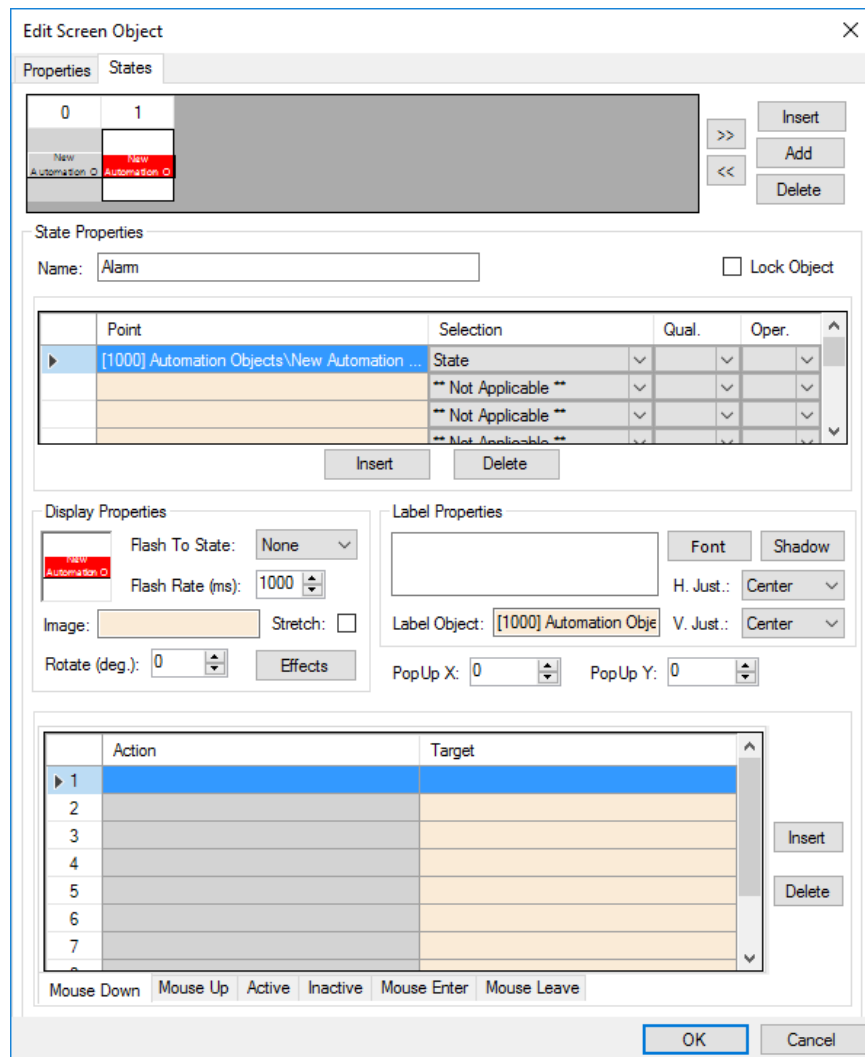 Edit Screen Object
Properties States
0 1
New
Automation O
New
Automation O
>>
<<
Insert
Add
Delete
State Properties
Name: Alarm
Lock Object
Point Selection Qual. Oper.
[1000] Automation Objects\New Automation ... State
** Not Applicable **
** Not Applicable **
** Not Applicable **
Insert Delete
Display Properties
New
Automation O
Flash To State: None
Flash Rate (ms): 1000
Image: Stretch:
Rotate (deg.): 0 Effects
Label Properties
Font Shadow
H. Just.: Center
Label Object: [1000] Automation Obje V. Just.: Center
PopUp X: 0 PopUp Y: 0
Action Target
1
2
3
4
5
6
7
Insert
Delete
Mouse Down Mouse Up Active Inactive Mouse Enter Mouse Leave
OK Cancel